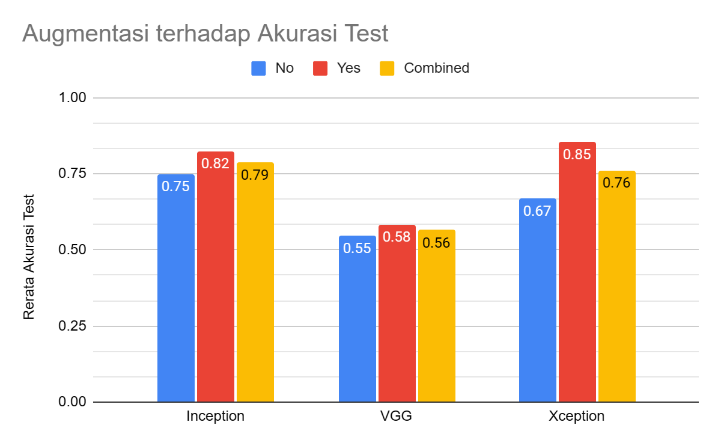 Augmentasi terhadap Akurasi Test
No Yes Combined
Rerata Akurasi Test
1.00
0.75
0.50
0.25
0.00
0.75 0.82 0.79
0.55 0.58 0.56
0.67 0.85 0.76
Inception VGG Xception